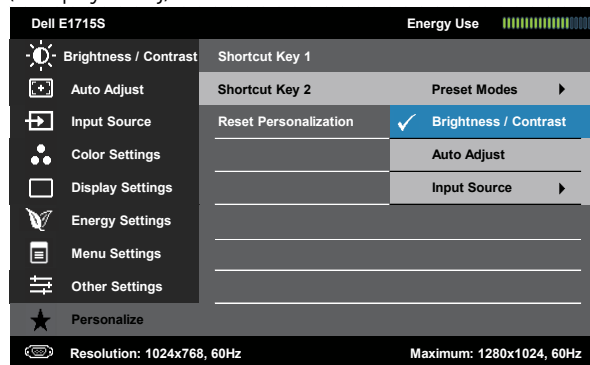 Dell E1715S Energy Use
Brightness / Contrast Shortcut Key 1
Auto Adjust Shortcut Key 2 Preset Modes
Input Source Reset Personalization Brightness / Contrast
Color Settings Auto Adjust
Display Settings Input Source
Energy Settings
Menu Settings
Other Settings
Personalize
Resolution: 1024x768, 60Hz Maximum: 1280x1024, 60Hz